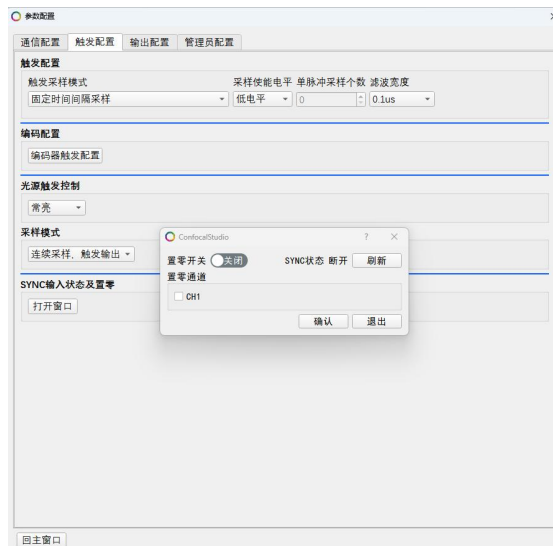 参数配置
通信配置 触发配置 输出配置 管理员配置
触发配置
触发采样模式 采样使能电平 单脉冲采样个数 滤波宽度
固定时间间隔采样 低电平 0 0.1us
编码配置
编码器触发配置
光源触发控制
常亮
采样模式
连续采样，触发输出
SYNC输入状态及置零
打开窗口
ConfocalStudio ?
置零开关 关闭 SYNC状态 断开 刷新
置零通道
CH1
确认 退出
回主窗口